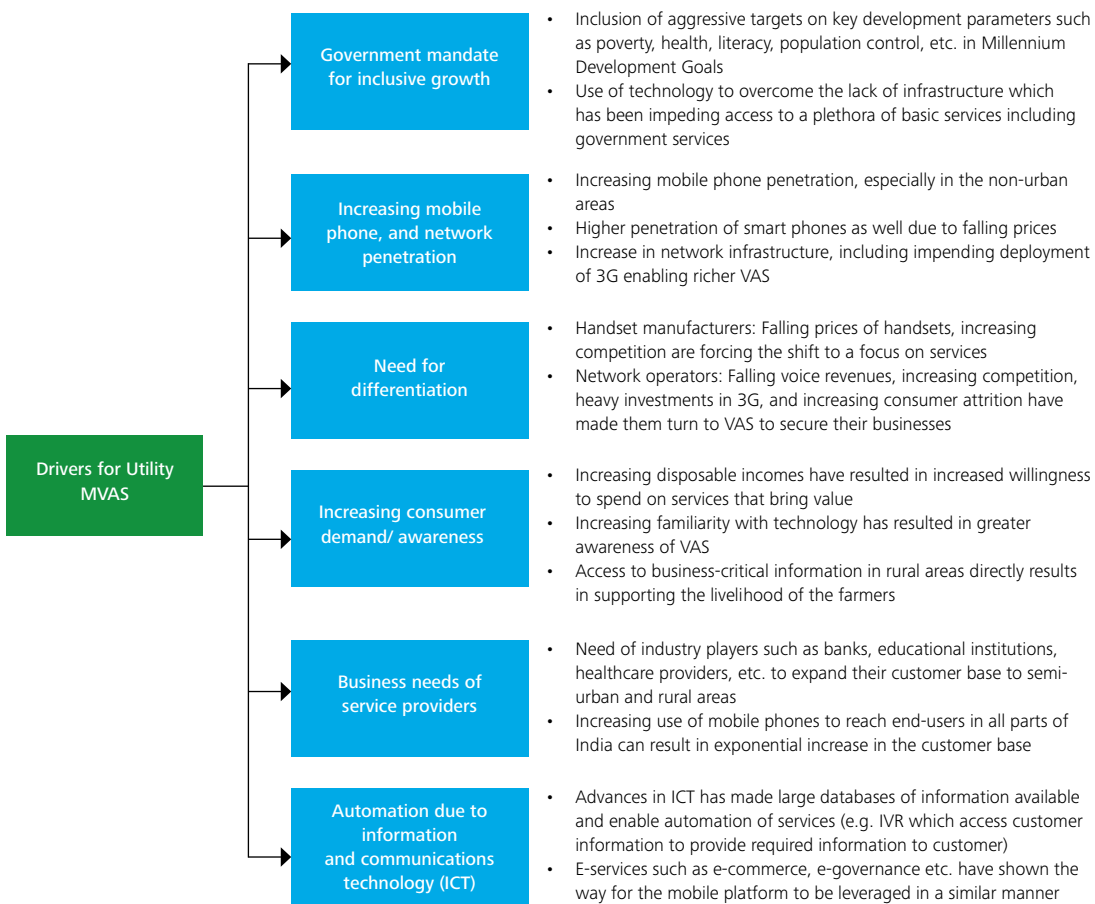 Drivers for Utility
MVAS
Government mandate
for inclusive growth
• Inclusion of aggressive targets on key development parameters such
as poverty, health, literacy, population control, etc. in Millennium
Development Goals
• Use of technology to overcome the lack of infrastructure which
has been impeding access to a plethora of basic services including
government services
Increasing mobile
phone, and network
penetration
• Increasing mobile phone penetration, especially in the non-urban
areas
• Higher penetration of smart phones as well due to falling prices
• Increase in network infrastructure, including impending deployment
of 3G enabling richer VAS
Need for
differentiation
• Handset manufacturers: Falling prices of handsets, increasing
competition are forcing the shift to a focus on services
• Network operators: Falling voice revenues, increasing competition,
heavy investments in 3G, and increasing consumer attrition have
made them turn to VAS to secure their businesses
Increasing consumer
demand/ awareness
• Increasing disposable incomes have resulted in increased willingness
to spend on services that bring value
• Increasing familiarity with technology has resulted in greater
awareness of VAS
• Access to business-critical information in rural areas directly results
in supporting the livelihood of the farmers
Business needs of
service providers
• Need of industry players such as banks, educational institutions,
healthcare providers, etc. to expand their customer base to semi-
urban and rural areas
• Increasing use of mobile phones to reach end-users in all parts of
India can result in exponential increase in the customer base
Automation due to
information
and communications
technology (ICT)
• Advances in ICT has made large databases of information available
and enable automation of services (e.g. IVR which access customer
information to provide required information to customer)
• E-services such as e-commerce, e-governance etc. have shown the
way for the mobile platform to be leveraged in a similar manner